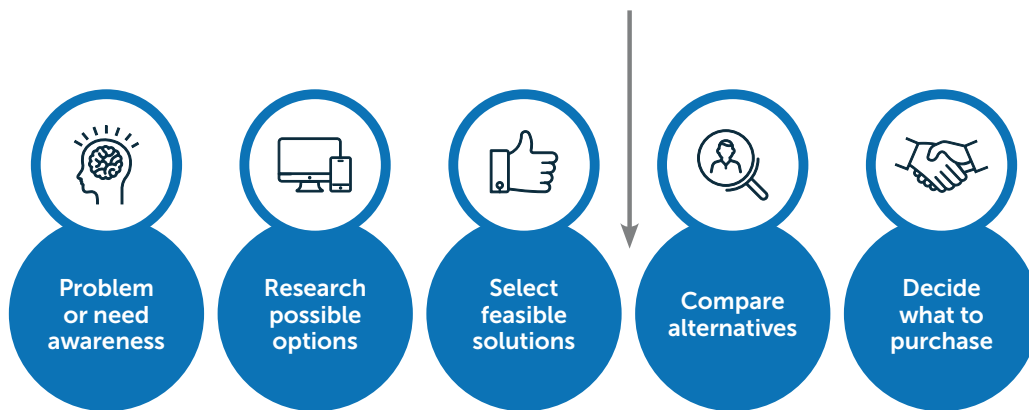 Problem
or need
awareness
Research
possible
options
Select
feasible
solutions
Compare
alternatives
Decide
what to
purchase